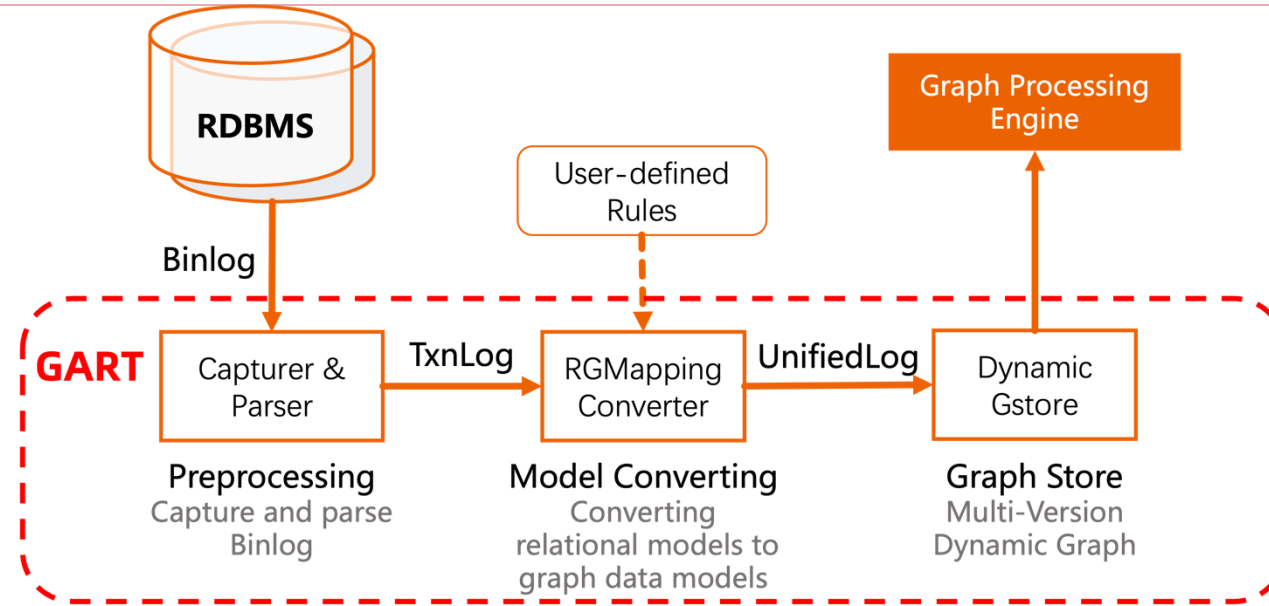 RDBMS
Graph Processing
Engine
User-defined
Rules
Binlog
GART
Capturer &
Parser
TxnLog
RGMapping
Converter
UnifiedLog
Dynamic
Gstore
Preprocessing
Capture and parse
Binlog
Model Converting
Converting
relational models to
graph data models
Graph Store
Multi-Version
Dynamic Graph